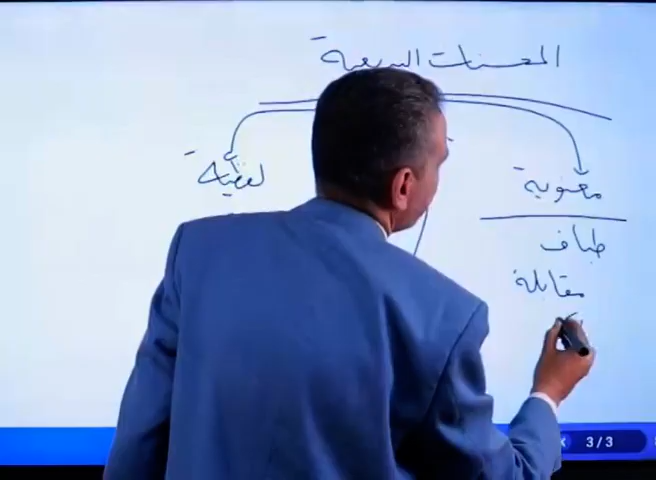 المحسنات البديعية
معنوية
لفظية
طباق
مقابلة
3/3